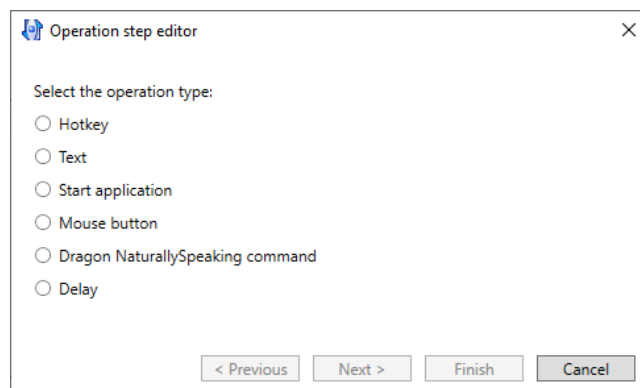 Operation step editor
Select the operation type:
Hotkey
Text
Start application
Mouse button
Dragon NaturallySpeaking command
Delay
< Previous Next > Finish Cancel